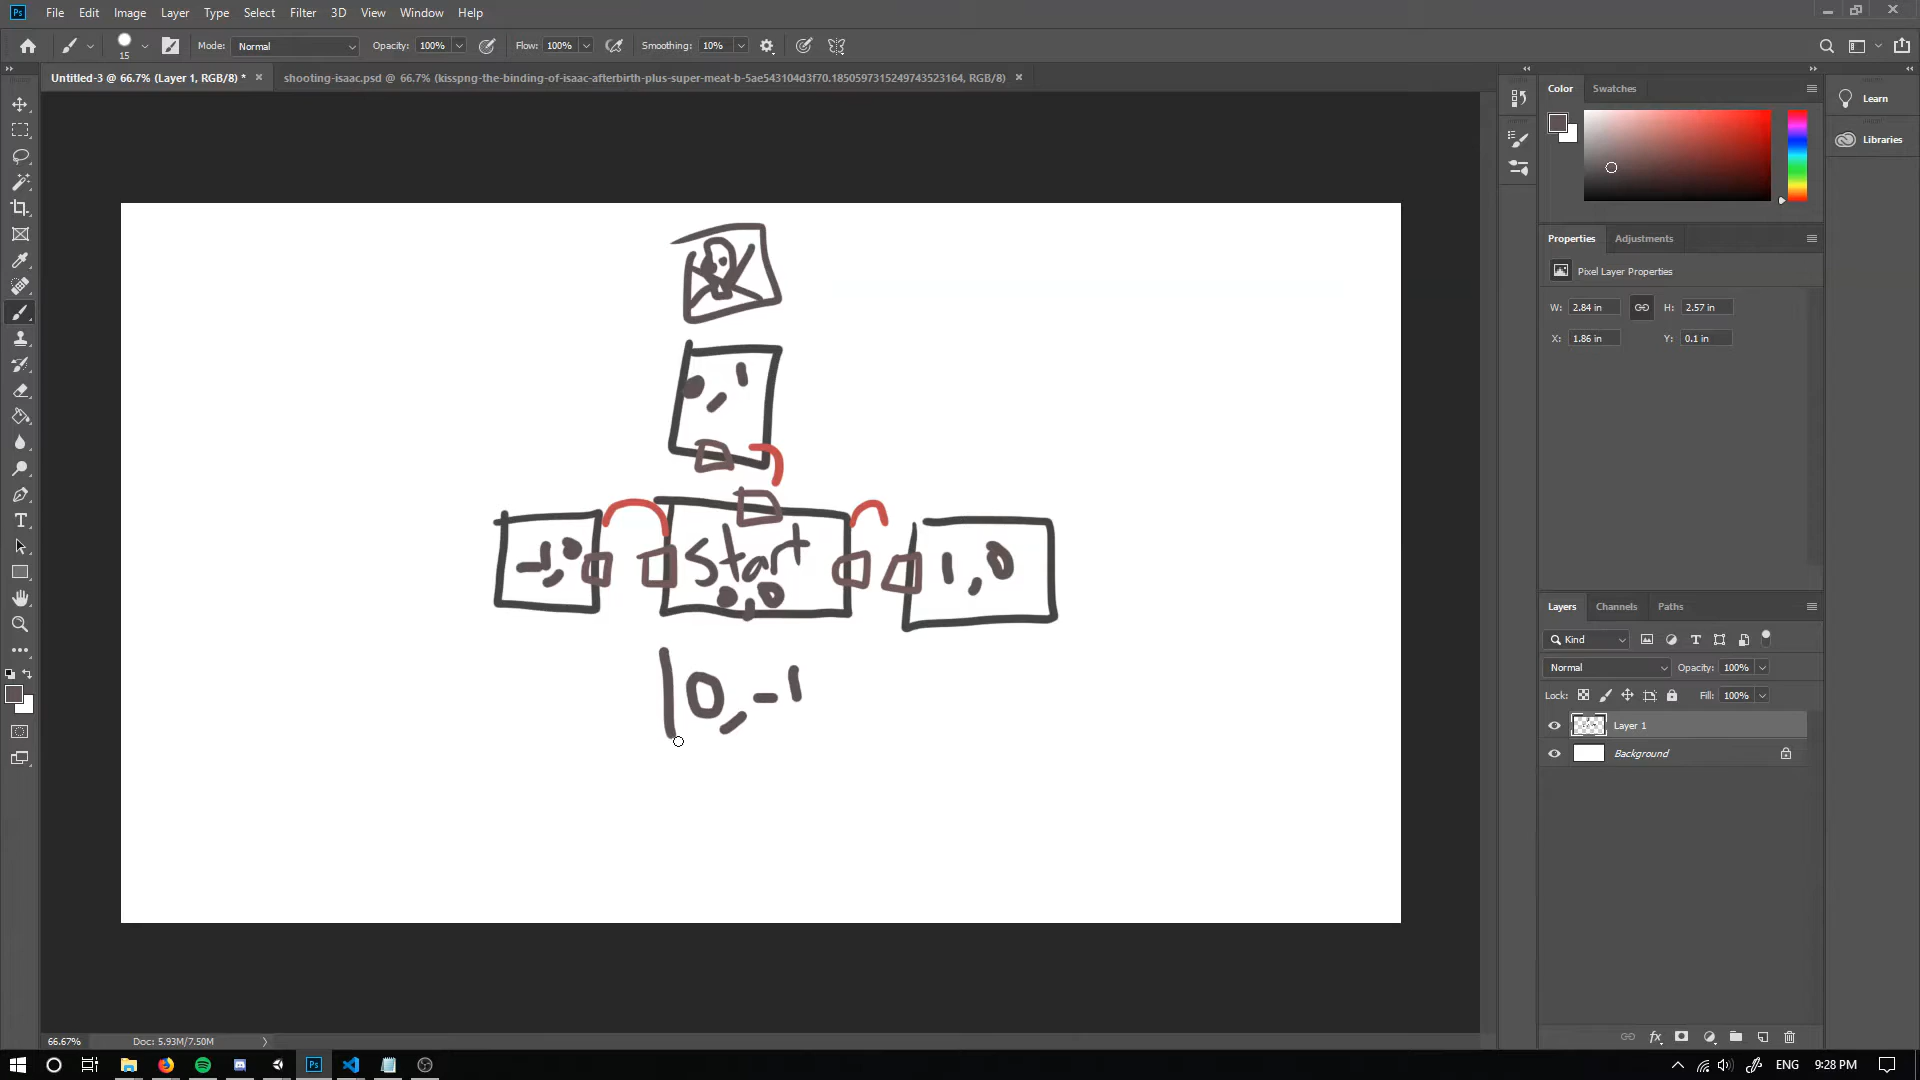 Ps File Edit Image Layer Type Select Filter 3D View Window Help
15 Mode: Normal Opacity: 100% Flow: 100% Smoothing: 10%
Untitled-3 @ 66.7% (Layer 1, RGB/8) * × shooting-isaac.psd @ 66.7% (kisspng-the-binding-of-isaac-afterbirth-plus-super-meat-b-5ae543104d3f70.1850597315249743523164, RGB/8) ×
Color Swatches
Learn
Libraries
Properties Adjustments
Pixel Layer Properties
W: 2.84 in H: 2.57 in
X: 1.86 in Y: 0.1 in
0,1
-1,0
Start
0,0
1,0
0,-1
Layers Channels Paths
Kind
Normal Opacity: 100%
Lock: Fill: 100%
Layer 1
Background
66.67% Doc: 5.93M/7.50M
Ps ENG 9:28 PM